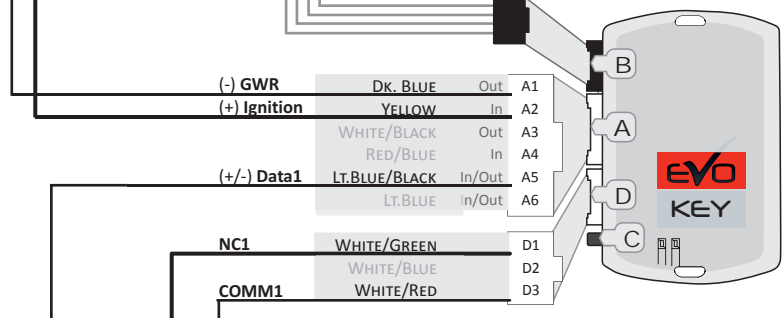 B
(-) GWR DK. BLUE Out A1
(+) Ignition YELLOW In A2
WHITE/BLACK Out A3
RED/BLUE In A4
(+/-) Data1 LT.BLUE/BLACK In/Out A5
LT.BLUE In/Out A6
A
EVO
KEY
D
C
NC1 WHITE/GREEN D1
WHITE/BLUE D2
COMM1 WHITE/RED D3